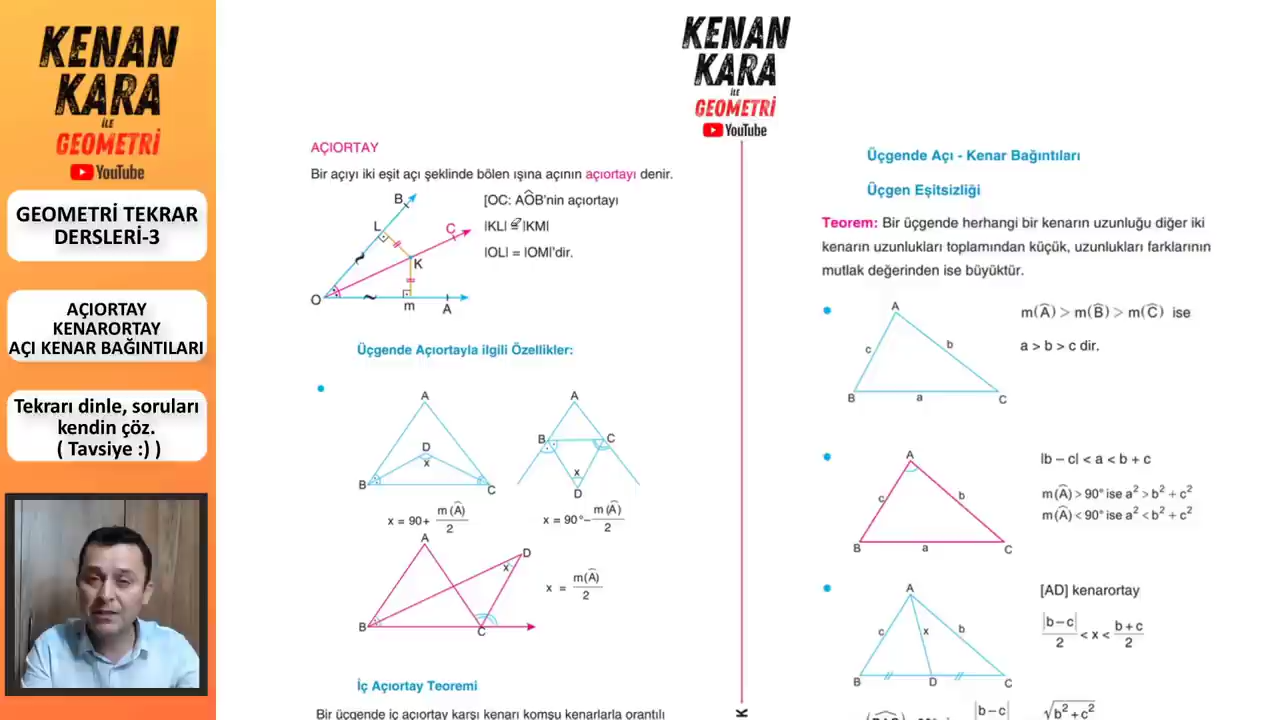 KENAN
KARA
İLE
GEOMETRİ
YouTube
GEOMETRİ TEKRAR
DERSLERİ-3
AÇIORTAY
KENARORTAY
AÇI KENAR BAĞINTILARI
Tekrarı dinle, soruları
kendin çöz.
( Tavsiye :) )
KENAN
KARA
İLE
GEOMETRİ
YouTube
AÇIORTAY
Bir açıyı iki eşit açı şeklinde bölen ışına açının açıortayı denir.
B
L
C
K
O
m
A
[OC: AÔB'nin açıortayı
|KL| = |KM|
|OL| = |OM|'dir.
Üçgende Açıortayla ilgili Özellikler:
A
D
x
B
C
x = 90+ m(Â)/2
A
B
C
x
D
x = 90°− m(Â)/2
A
D
x
B
C
x = m(Â)/2
İç Açıortay Teoremi
Bir üçgende iç açıortay karşı kenarı komşu kenarlarla orantılı
K
Üçgende Açı - Kenar Bağıntıları
Üçgen Eşitsizliği
Teorem: Bir üçgende herhangi bir kenarın uzunluğu diğer iki
kenarın uzunlukları toplamından küçük, uzunlukları farklarının
mutlak değerinden ise büyüktür.
A
c
b
B
a
C
m(Â) > m(B̂) > m(Ĉ) ise
a > b > c dir.
A
c
b
B
a
C
|b − c| < a < b + c
m(Â) > 90° ise a² > b² + c²
m(Â) < 90° ise a² < b² + c²
A
c
x
b
B
D
C
[AD] kenarortay
|b−c|/2 < x < b+c/2
|b−c|
√b²+c²